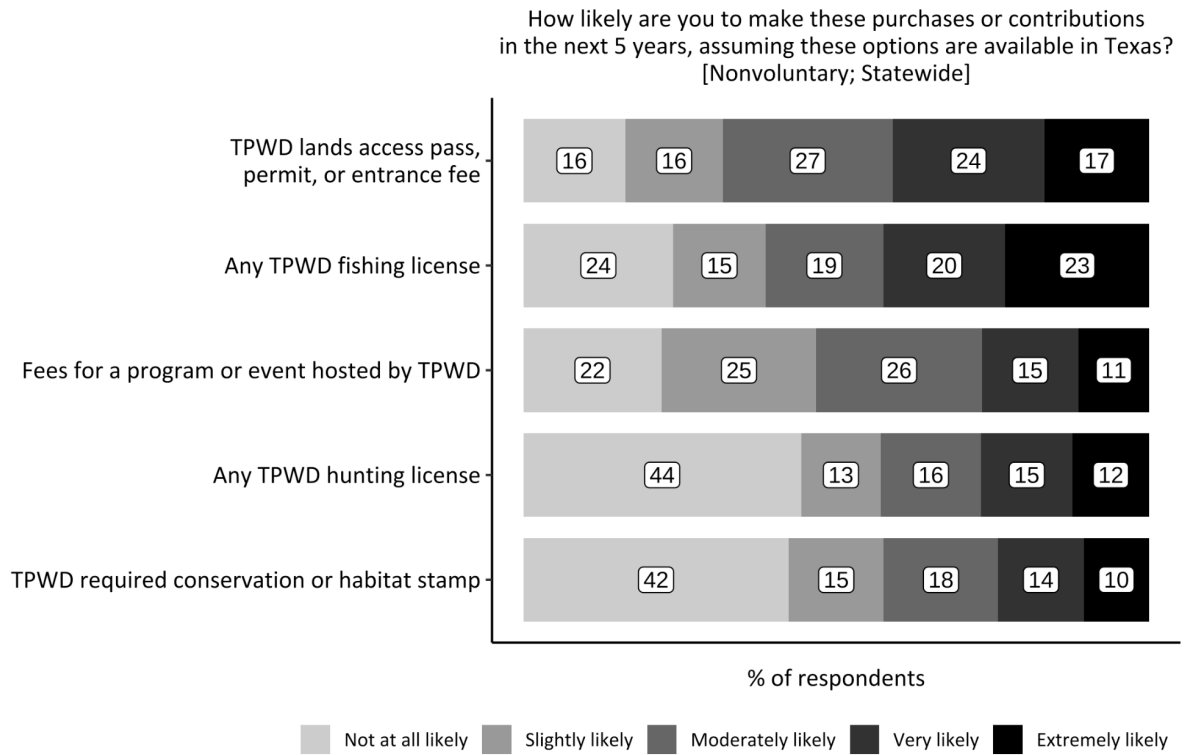 How likely are you to make these purchases or contributions
in the next 5 years, assuming these options are available in Texas?
[Nonvoluntary; Statewide]
TPWD lands access pass,
permit, or entrance fee
16 16 27 24 17
Any TPWD fishing license
24 15 19 20 23
Fees for a program or event hosted by TPWD
22 25 26 15 11
Any TPWD hunting license
44 13 16 15 12
TPWD required conservation or habitat stamp
42 15 18 14 10
% of respondents
Not at all likely Slightly likely Moderately likely Very likely Extremely likely